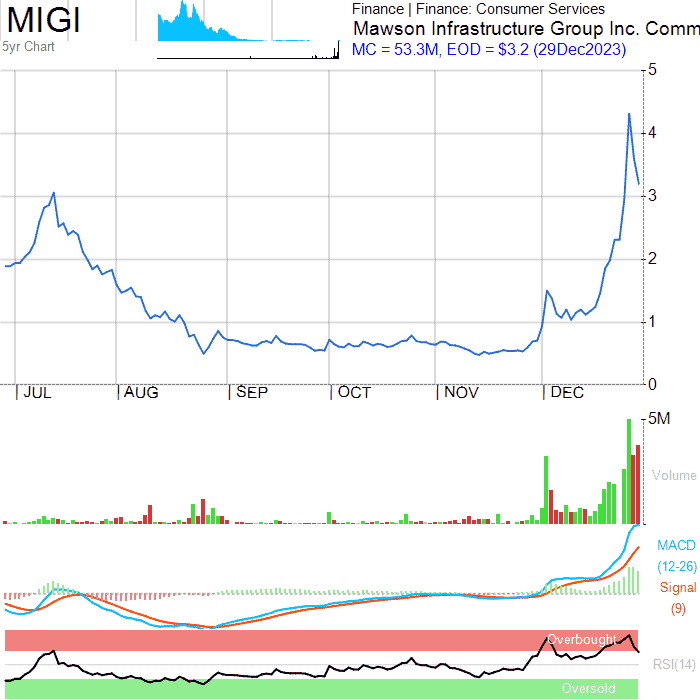 MIGI
5yr Chart
Finance | Finance: Consumer Services
Mawson Infrastructure Group Inc. Comm
MC = 53.3M, EOD = $3.2 (29Dec2023)
5
4
3
2
1
0
JUL AUG SEP OCT NOV DEC
5M
Volume
MACD
(12-26)
Signal
(9)
Overbought
RSI(14)
Oversold